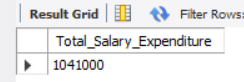 Result Grid Filter Rows:
Total_Salary_Expenditure
1041000